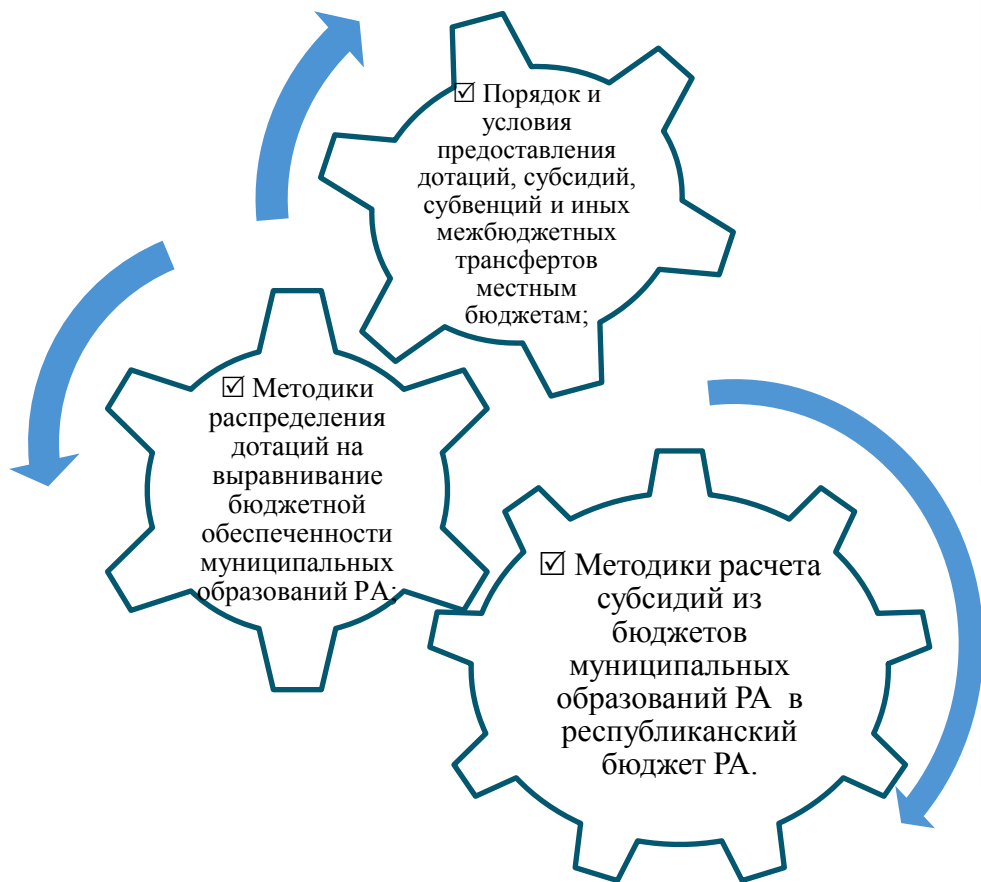 ☑ Порядок и
условия
предоставления
дотаций, субсидий,
субвенций и иных
межбюджетных
трансфертов
местным
бюджетам;
☑ Методики
распределения
дотаций на
выравнивание
бюджетной
обеспеченности
муниципальных
образований РА;
☑ Методики расчета
субсидий из
бюджетов
муниципальных
образований РА в
республиканский
бюджет РА.